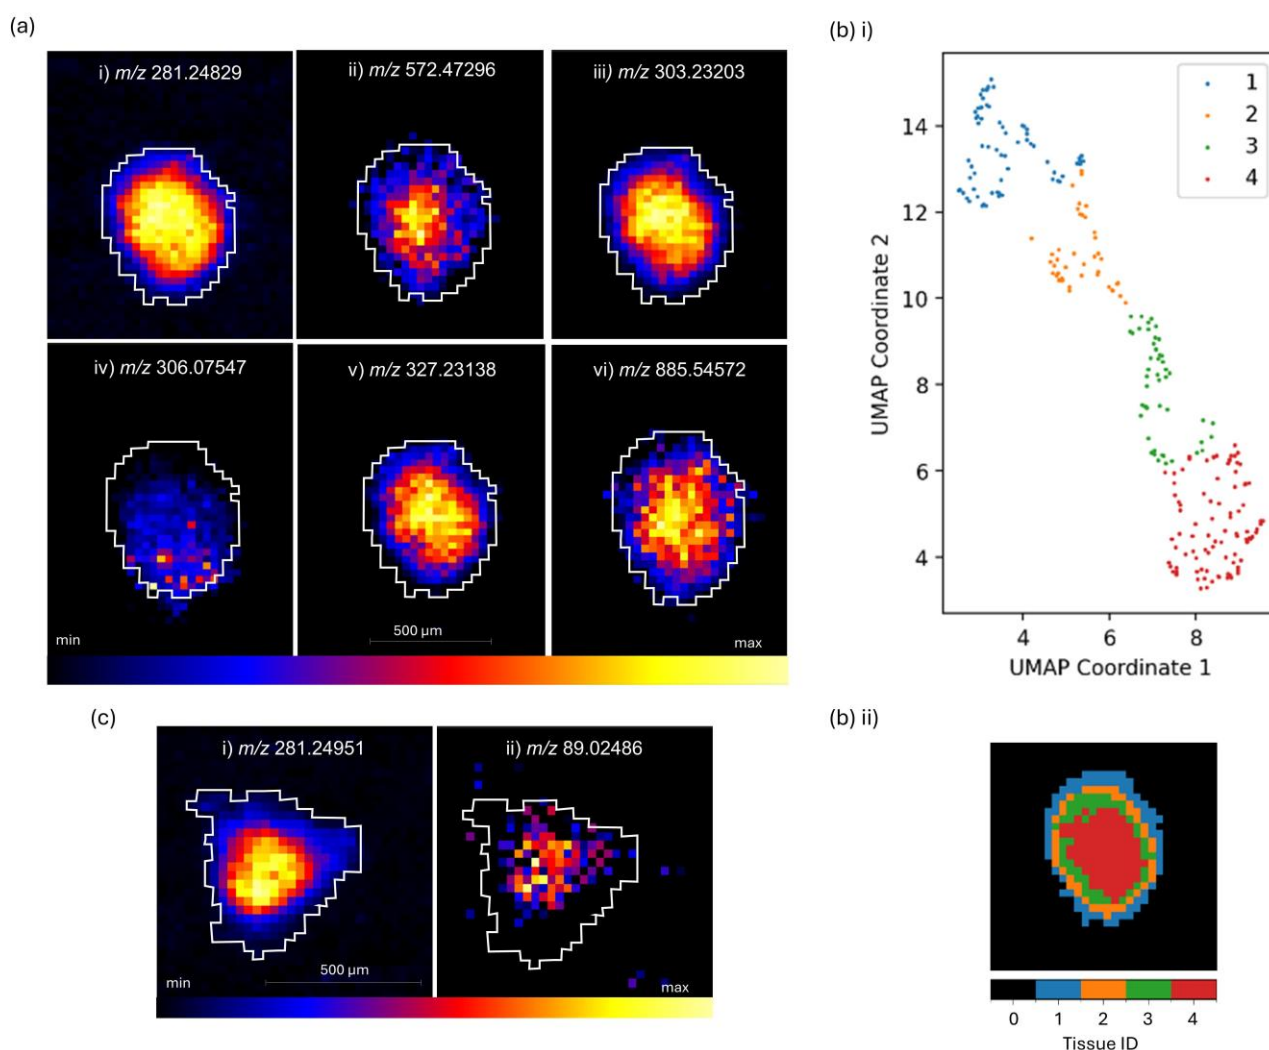 (a)
i) m/z 281.24829
ii) m/z 572.47296
iii) m/z 303.23203
iv) m/z 306.07547
v) m/z 327.23138
vi) m/z 885.54572
500 µm
min
max
(b) i)
1
2
3
4
14
12
10
8
6
4
UMAP Coordinate 2
4
6
8
UMAP Coordinate 1
(c)
i) m/z 281.24951
ii) m/z 89.02486
500 µm
min
max
(b) ii)
0 1 2 3 4
Tissue ID